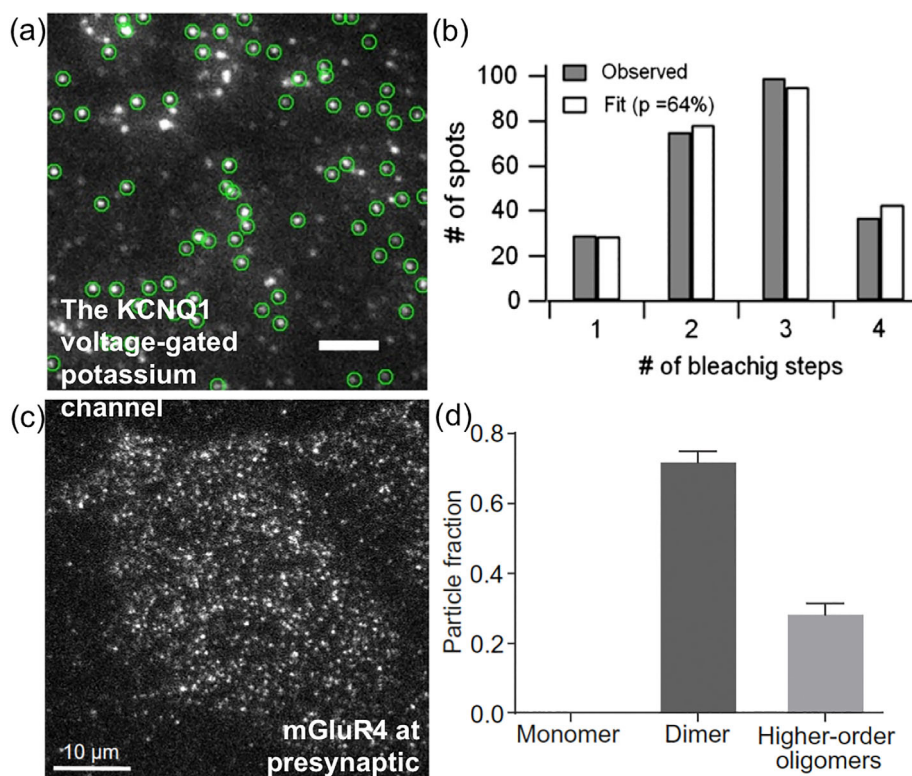 (a)
The KCNQ1
voltage-gated
potassium
channel
(b)
# of spots
100
80
60
40
20
0
Observed
Fit (p =64%)
1 2 3 4
# of bleachig steps
(c)
10 μm
mGluR4 at
presynaptic
(d)
Particle fraction
0.8
0.6
0.4
0.2
0.0
Monomer Dimer Higher-order
oligomers